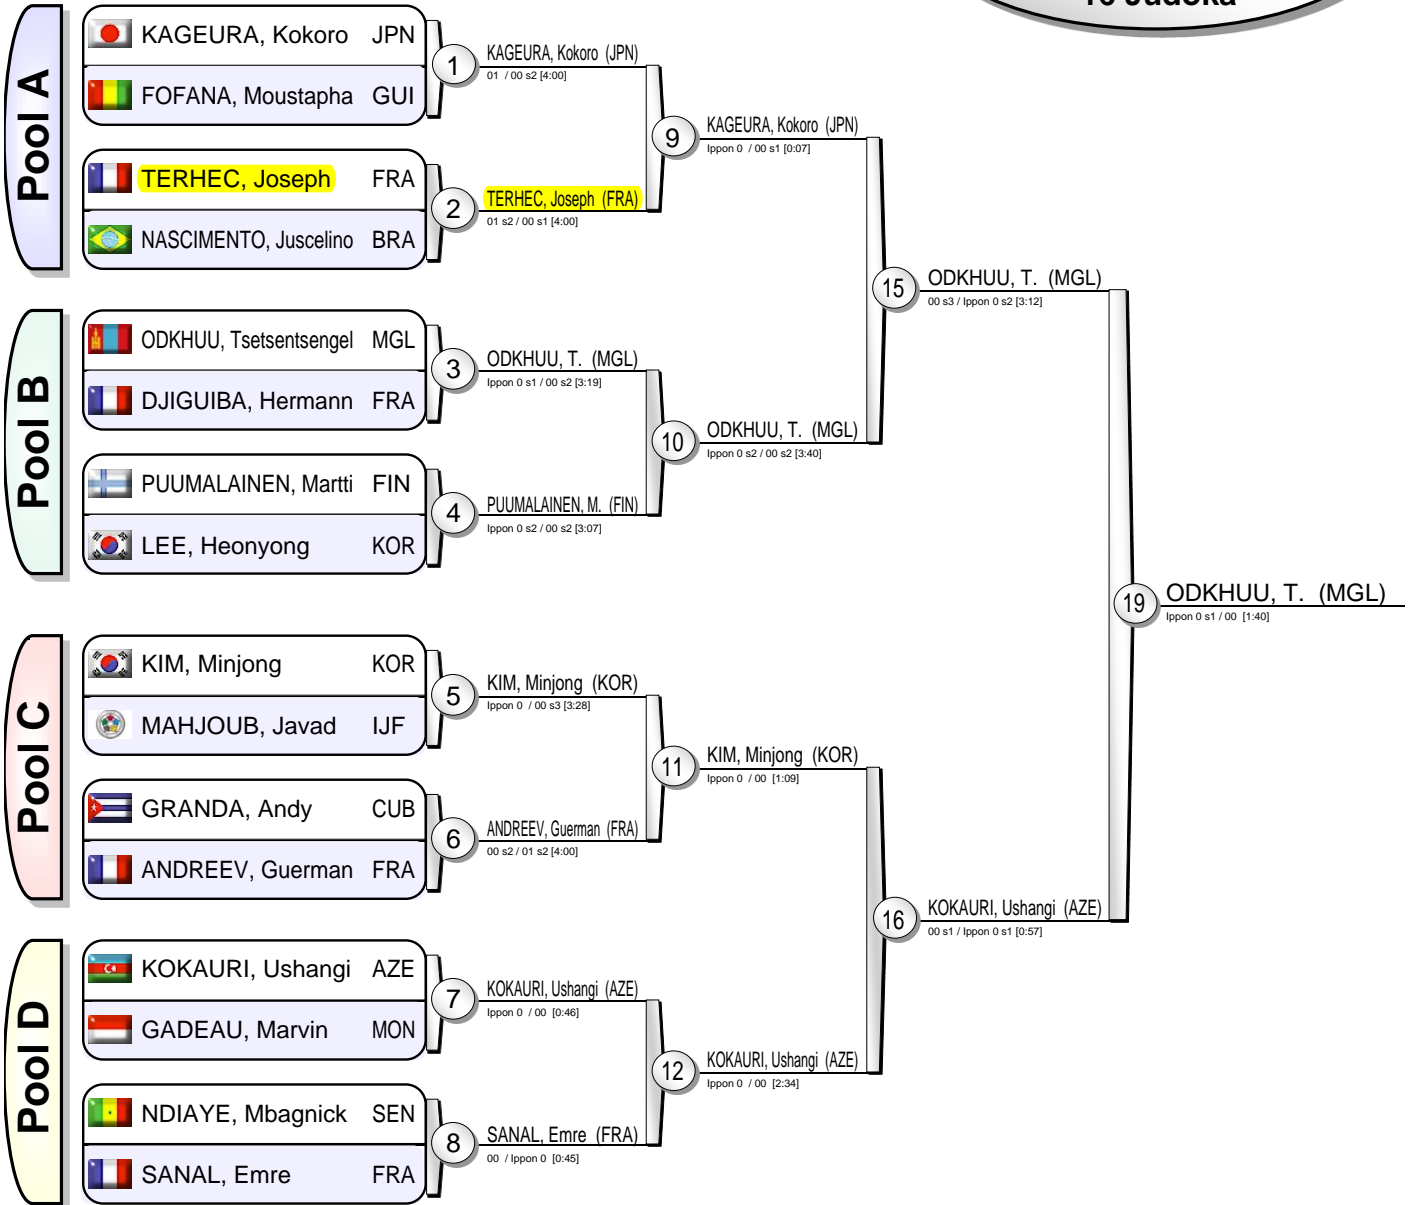 16 Judoka
Pool A
KAGEURA, Kokoro JPN
FOFANA, Moustapha GUI
1
KAGEURA, Kokoro (JPN)
01 / 00 s2 [4:00]
TERHEC, Joseph FRA
NASCIMENTO, Juscelino BRA
2
TERHEC, Joseph (FRA)
01 s2 / 00 s1 [4:00]
9
KAGEURA, Kokoro (JPN)
Ippon 0 / 00 s1 [0:07]
Pool B
ODKHUU, Tsetsentsengel MGL
DJIGUIBA, Hermann FRA
3
ODKHUU, T. (MGL)
Ippon 0 s1 / 00 s2 [3:19]
PUUMALAINEN, Martti FIN
LEE, Heonyong KOR
4
PUUMALAINEN, M. (FIN)
Ippon 0 s2 / 00 s2 [3:07]
10
ODKHUU, T. (MGL)
Ippon 0 s2 / 00 s2 [3:40]
15
ODKHUU, T. (MGL)
00 s3 / Ippon 0 s2 [3:12]
Pool C
KIM, Minjong KOR
MAHJOUB, Javad IJF
5
KIM, Minjong (KOR)
Ippon 0 / 00 s3 [3:28]
GRANDA, Andy CUB
ANDREEV, Guerman FRA
6
ANDREEV, Guerman (FRA)
00 s2 / 01 s2 [4:00]
11
KIM, Minjong (KOR)
Ippon 0 / 00 [1:09]
Pool D
KOKAURI, Ushangi AZE
GADEAU, Marvin MON
7
KOKAURI, Ushangi (AZE)
Ippon 0 / 00 [0:46]
NDIAYE, Mbagnick SEN
SANAL, Emre FRA
8
SANAL, Emre (FRA)
00 / Ippon 0 [0:45]
12
KOKAURI, Ushangi (AZE)
Ippon 0 / 00 [2:34]
16
KOKAURI, Ushangi (AZE)
00 s1 / Ippon 0 s1 [0:57]
19
ODKHUU, T. (MGL)
Ippon 0 s1 / 00 [1:40]